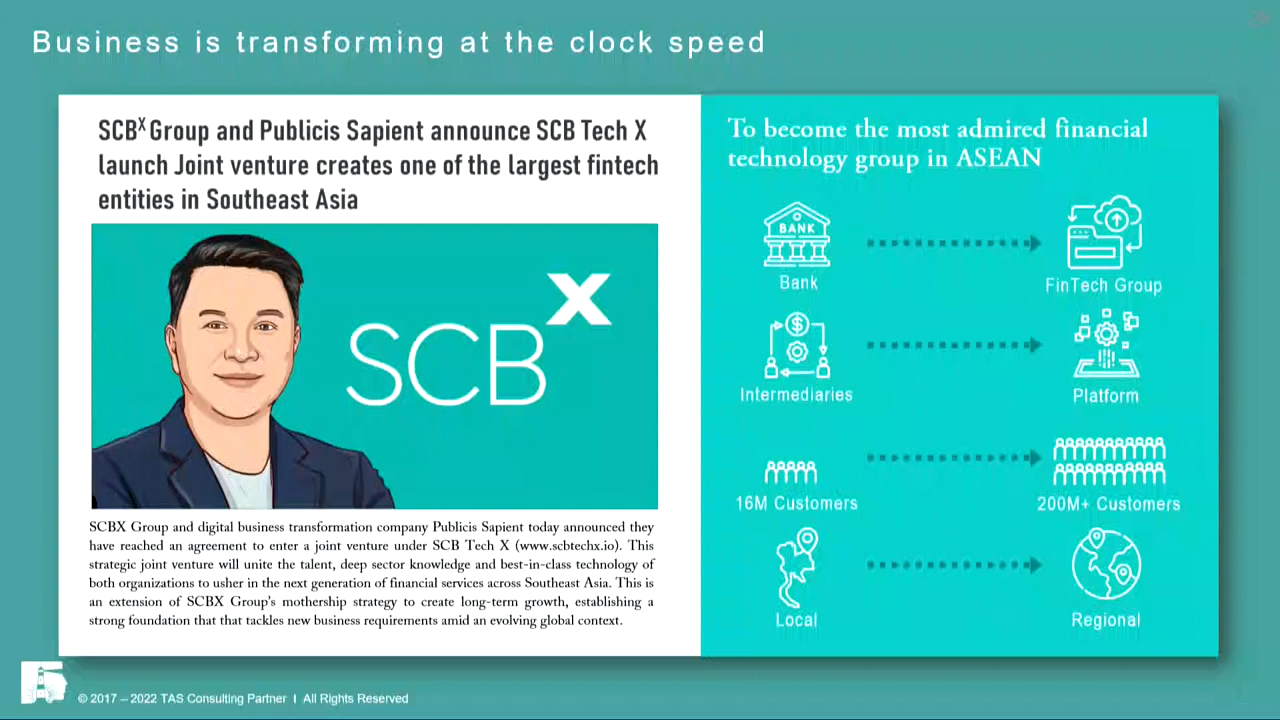 Business is transforming at the clock speed
SCBX Group and Publicis Sapient announce SCB Tech X
launch Joint venture creates one of the largest fintech
entities in Southeast Asia
SCBX
SCBX Group and digital business transformation company Publicis Sapient today announced they
have reached an agreement to enter a joint venture under SCB Tech X (www.scbtechx.io). This
strategic joint venture will unite the talent, deep sector knowledge and best-in-class technology of
both organizations to usher in the next generation of financial services across Southeast Asia. This is
an extension of SCBX Group's mothership strategy to create long-term growth, establishing a
strong foundation that that tackles new business requirements amid an evolving global context.
To become the most admired financial
technology group in ASEAN
BANK
Bank
FinTech Group
$
Intermediaries
Platform
16M Customers
200M+ Customers
Local
Regional
© 2017 – 2022 TAS Consulting Partner I All Rights Reserved